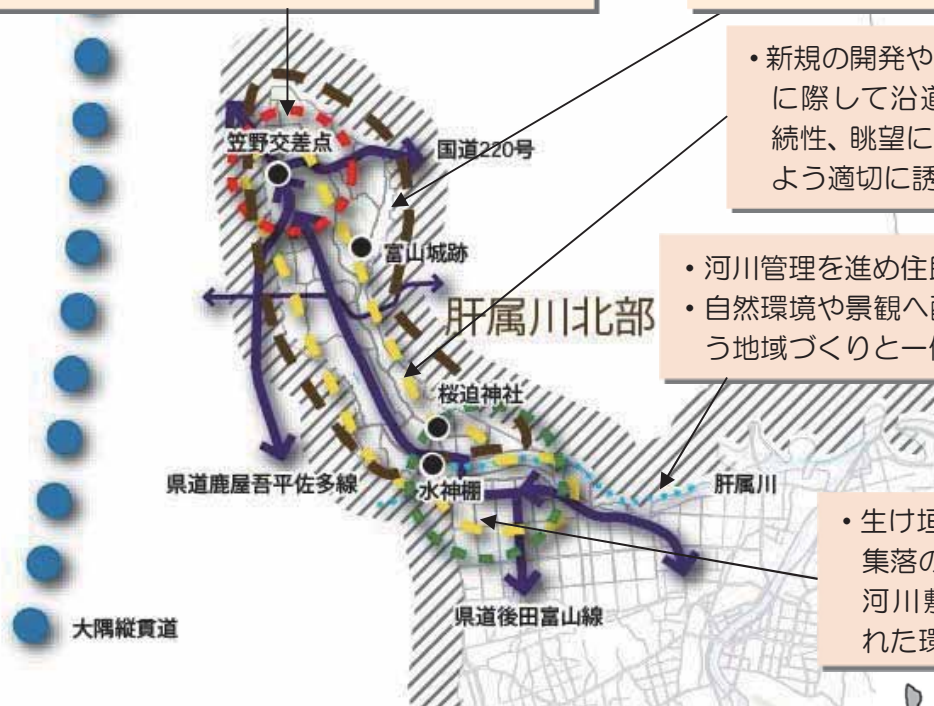 ・新規の開発や
に際して沿道
続性、眺望に
よう適切に誘
笠野交差点
国道220号
富山城跡
・河川管理を進め住
・自然環境や景観へ
う地域づくりと一
肝属川北部
桜迫神社
県道鹿屋吾平佐多線
水神棚
肝属川
・生け垣
集落の
河川敷
れた環
県道後田富山線
大隅縦貫道